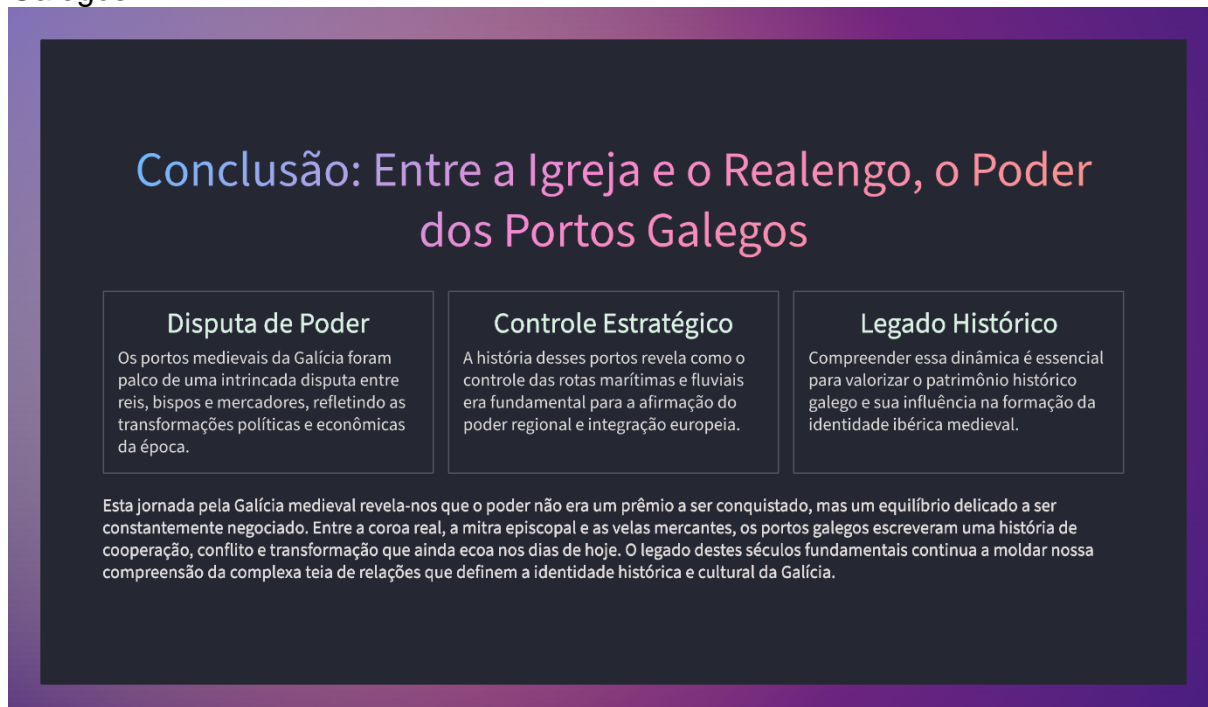 Conclusão: Entre a Igreja e o Realengo, o Poder
dos Portos Galegos
Disputa de Poder
Os portos medievais da Galícia foram
palco de uma intrincada disputa entre
reis, bispos e mercadores, refletindo as
transformações políticas e econômicas
da época.
Controle Estratégico
A história desses portos revela como o
controle das rotas marítimas e fluviais
era fundamental para a afirmação do
poder regional e integração europeia.
Legado Histórico
Compreender essa dinâmica é essencial
para valorizar o patrimônio histórico
galego e sua influência na formação da
identidade ibérica medieval.
Esta jornada pela Galícia medieval revela-nos que o poder não era um prêmio a ser conquistado, mas um equilíbrio delicado a ser
constantemente negociado. Entre a coroa real, a mitra episcopal e as velas mercantes, os portos galegos escreveram uma história de
cooperação, conflito e transformação que ainda ecoa nos dias de hoje. O legado destes séculos fundamentais continua a moldar nossa
compreensão da complexa teia de relações que definem a identidade histórica e cultural da Galícia.